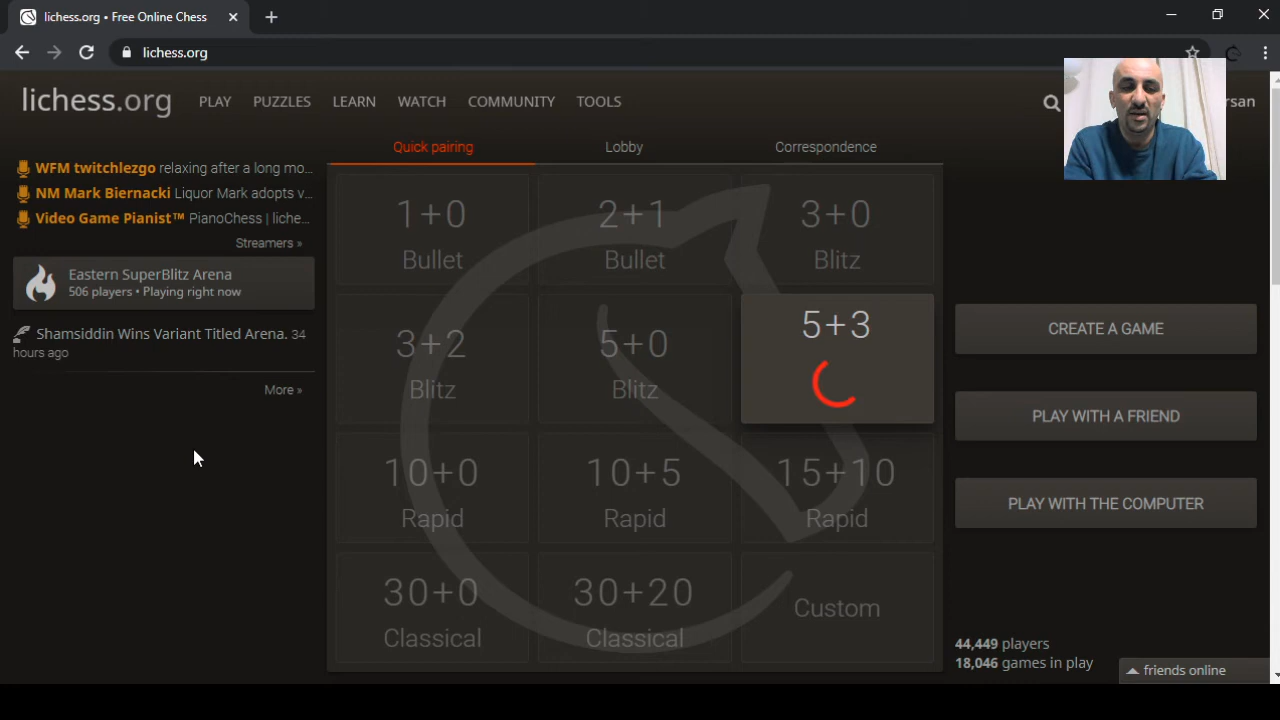 lichess.org • Free Online Chess
lichess.org
lichess.org PLAY PUZZLES LEARN WATCH COMMUNITY TOOLS rsan
WFM twitchlezgo relaxing after a long mo...
NM Mark Biernacki Liquor Mark adopts v...
Video Game Pianist™ PianoChess | liche...
Streamers »
Eastern SuperBlitz Arena
506 players • Playing right now
Shamsiddin Wins Variant Titled Arena. 34
hours ago
More »
Quick pairing Lobby Correspondence
1+0 2+1 3+0
Bullet Bullet Blitz
3+2 5+0 5+3
Blitz Blitz
10+0 10+5 15+10
Rapid Rapid Rapid
30+0 30+20 Custom
Classical Classical
CREATE A GAME
PLAY WITH A FRIEND
PLAY WITH THE COMPUTER
44,449 players
18,046 games in play
friends online